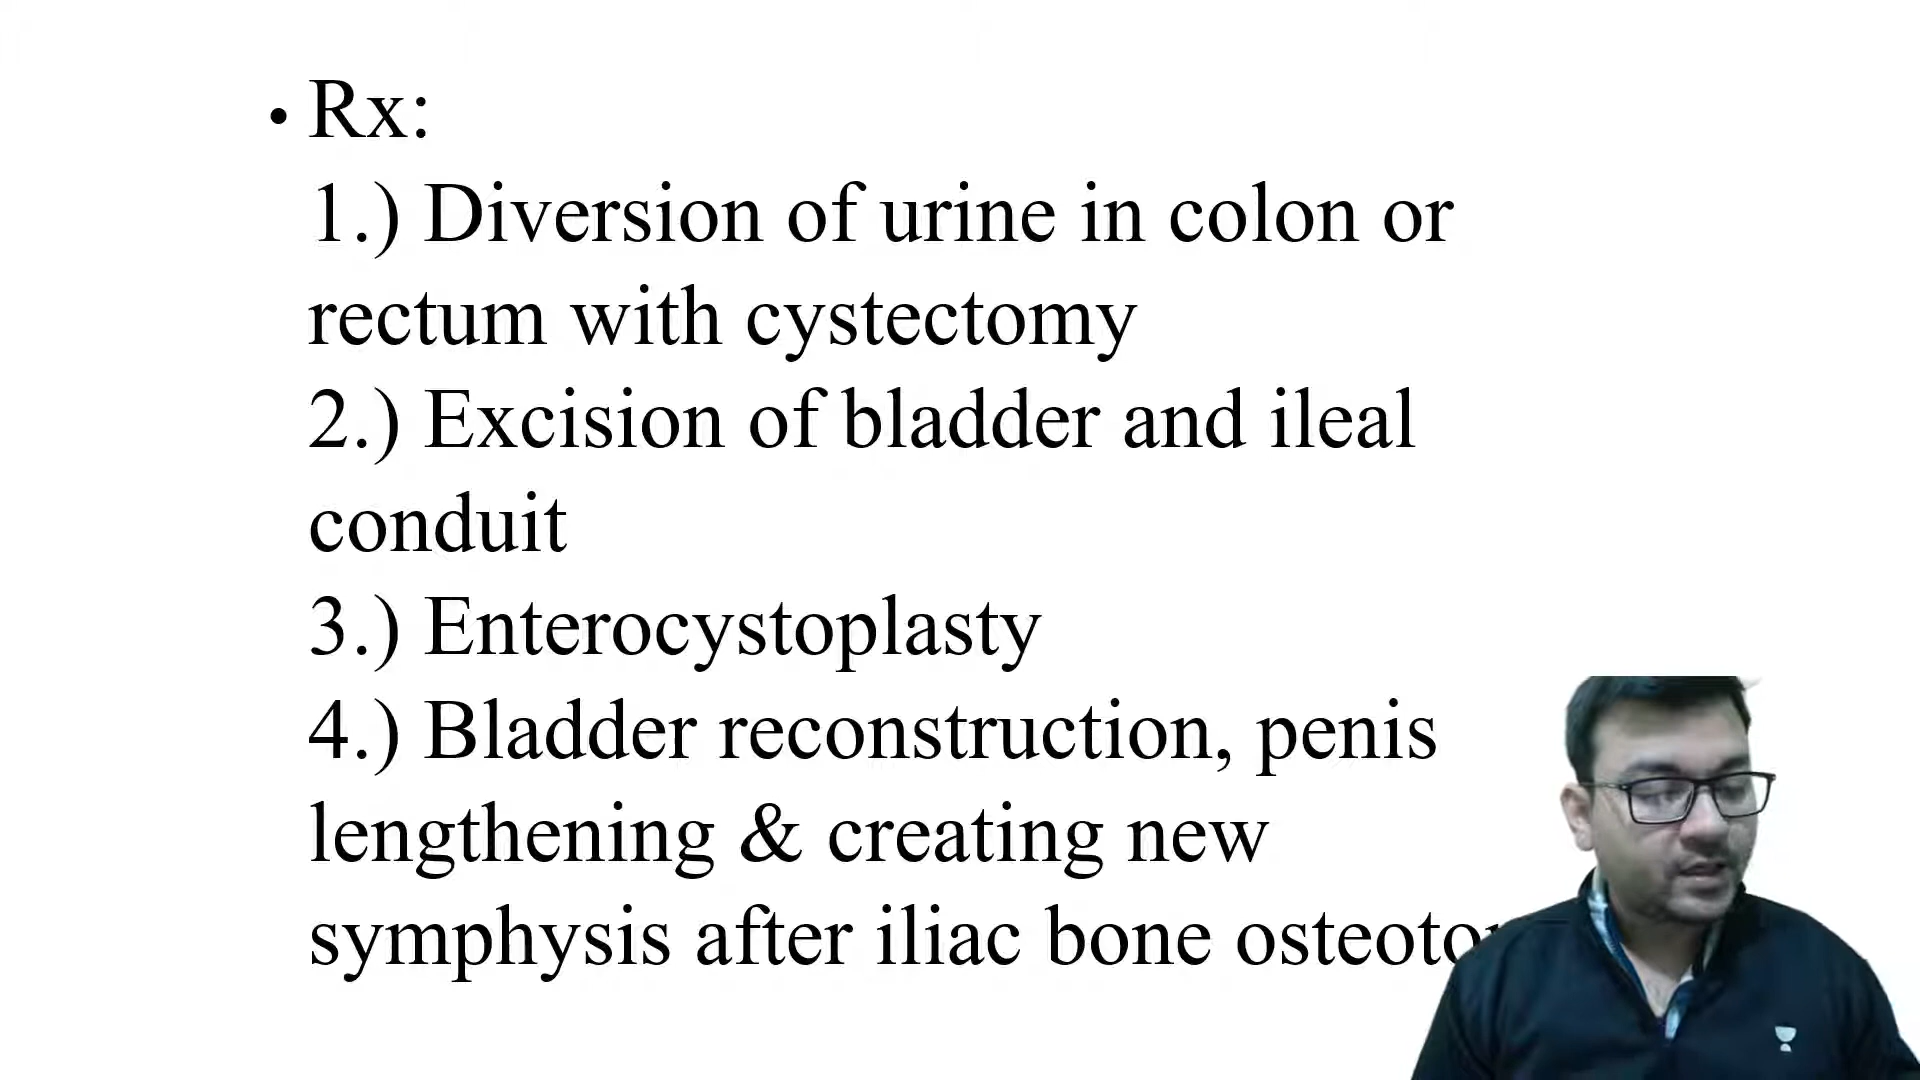 • Rx:
1.) Diversion of urine in colon or
rectum with cystectomy
2.) Excision of bladder and ileal
conduit
3.) Enterocystoplasty
4.) Bladder reconstruction, penis
lengthening & creating new
symphysis after iliac bone